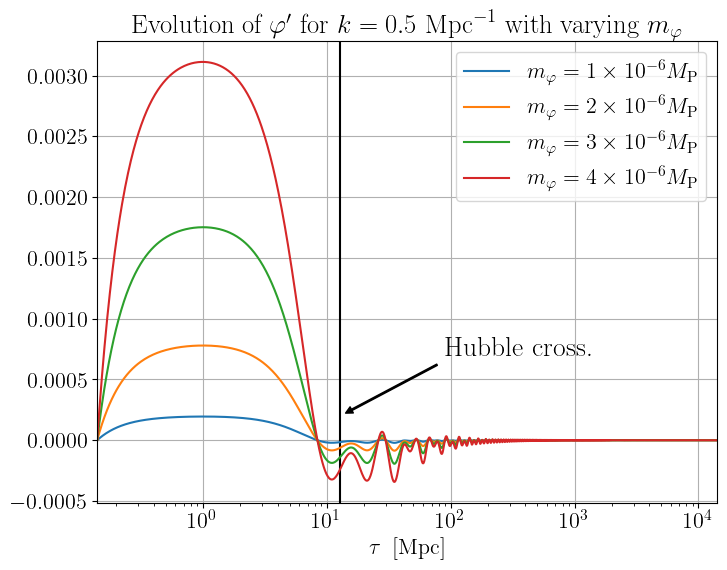 Evolution of φ′ for k = 0.5 Mpc⁻¹ with varying m_φ
m_φ = 1 × 10⁻⁶M_P
m_φ = 2 × 10⁻⁶M_P
m_φ = 3 × 10⁻⁶M_P
m_φ = 4 × 10⁻⁶M_P
0.0030
0.0025
0.0020
0.0015
0.0010
0.0005
0.0000
−0.0005
Hubble cross.
10⁰ 10¹ 10² 10³ 10⁴
τ [Mpc]